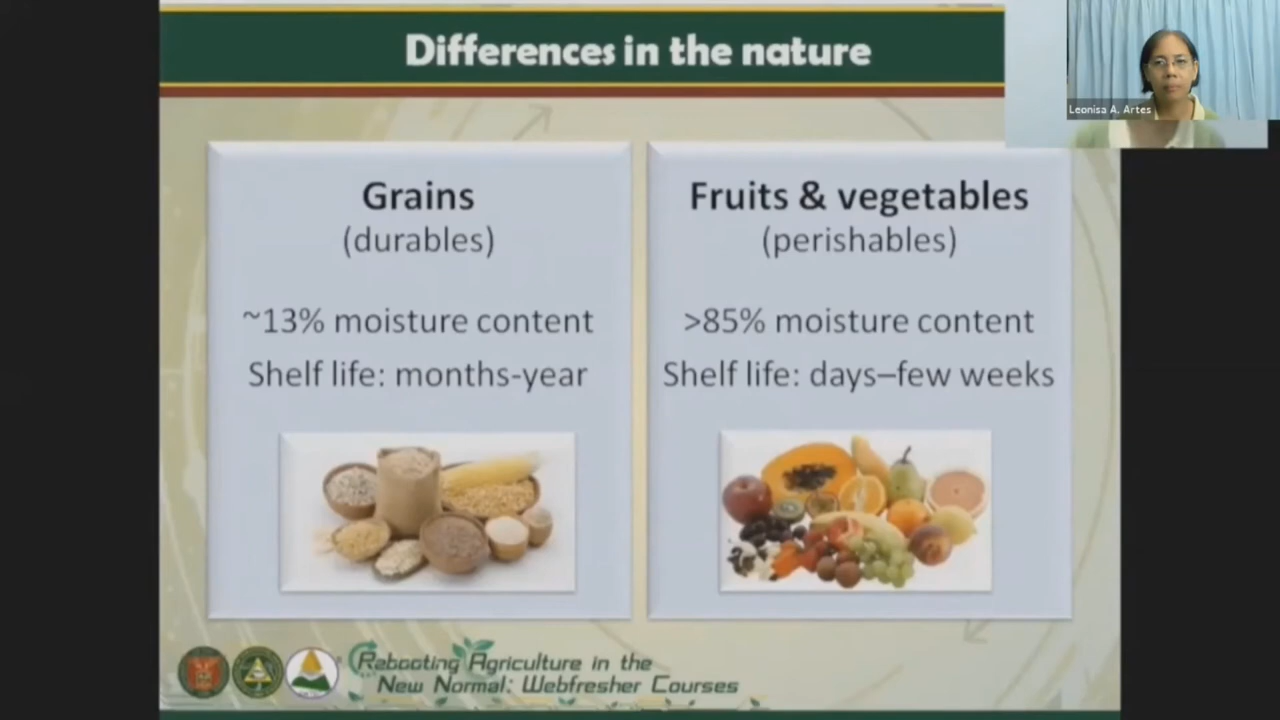 Differences in the nature
Leonisa A. Artes
Grains
(durables)
~13% moisture content
Shelf life: months-year
Fruits & vegetables
(perishables)
>85% moisture content
Shelf life: days–few weeks
Rebooting Agriculture in the
New Normal: Webfresher Courses